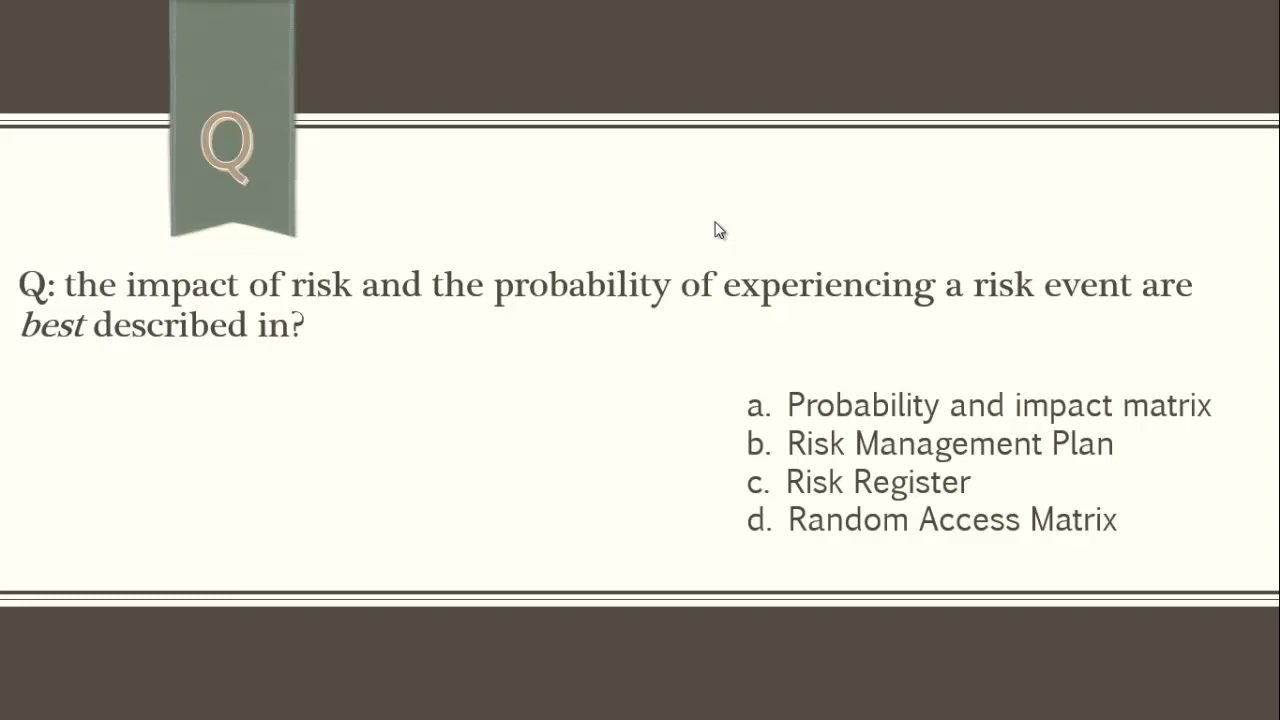 Q
Q: the impact of risk and the probability of experiencing a risk event are
best described in?
a. Probability and impact matrix
b. Risk Management Plan
c. Risk Register
d. Random Access Matrix